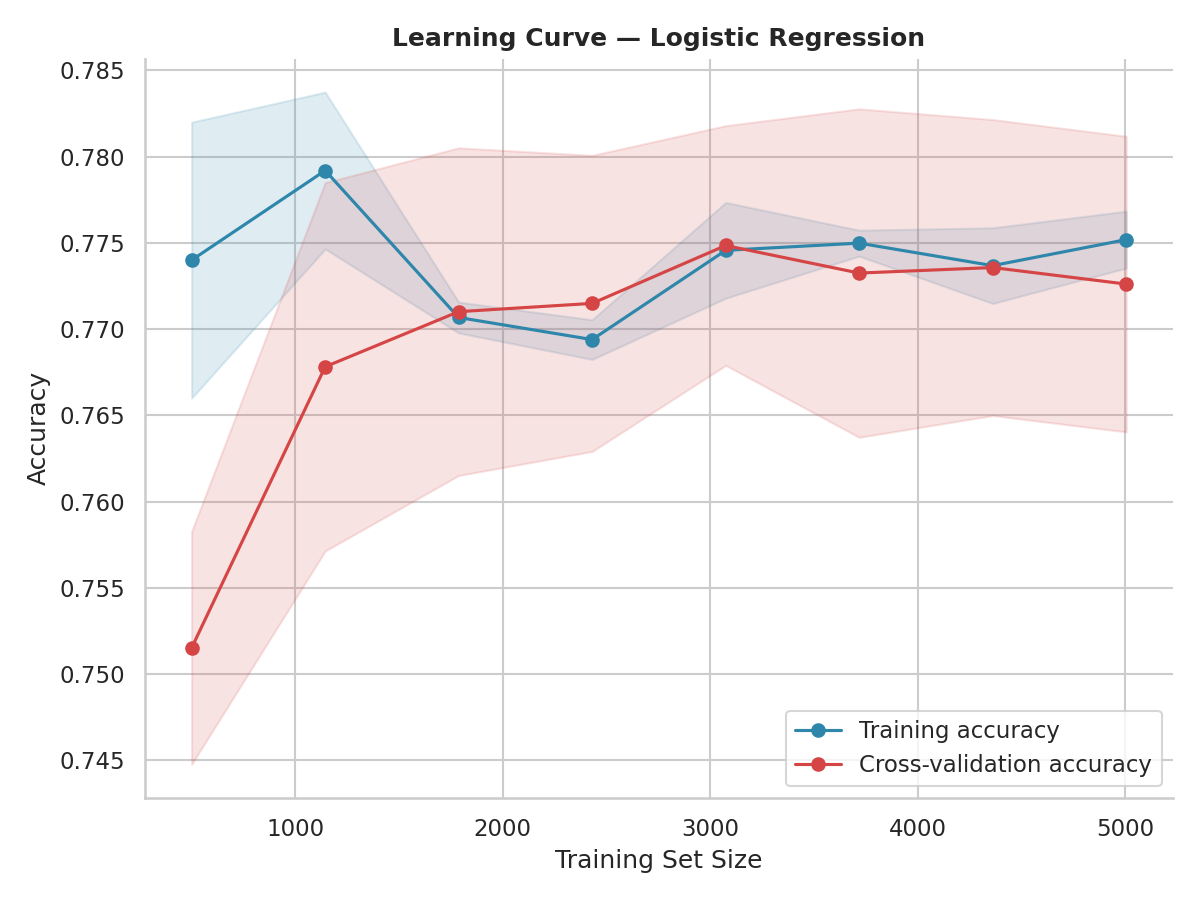 Learning Curve — Logistic Regression
0.785
0.780
0.775
0.770
0.765
0.760
0.755
0.750
0.745
Accuracy
1000 2000 3000 4000 5000
Training Set Size
Training accuracy
Cross-validation accuracy